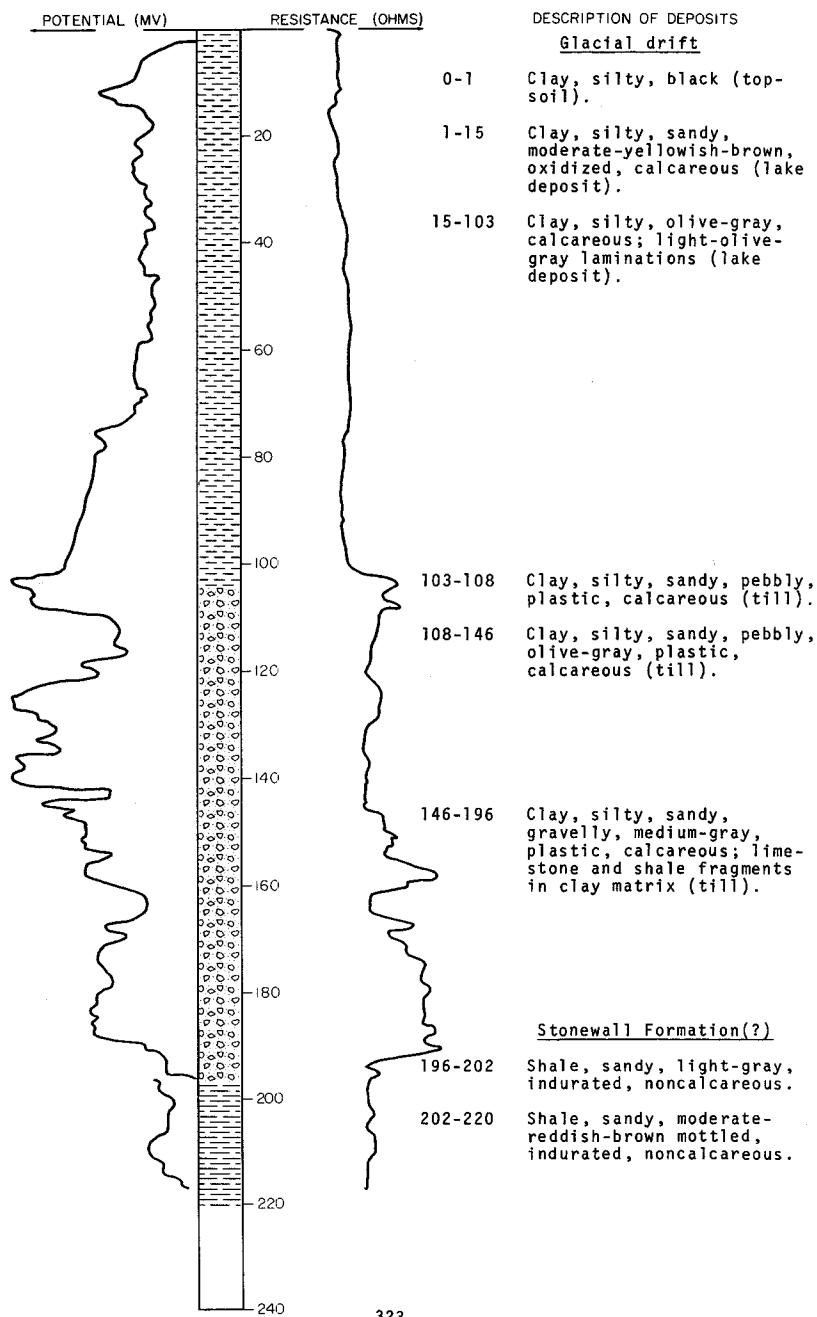 POTENTIAL (MV)
RESISTANCE (OHMS)
DESCRIPTION OF DEPOSITS
Glacial drift
0-1 Clay, silty, black (top-
soil).
1-15 Clay, silty, sandy,
moderate-yellowish-brown,
oxidized, calcareous (lake
deposit).
15-103 Clay, silty, olive-gray,
calcareous; light-olive-
gray laminations (lake
deposit).
103-108 Clay, silty, sandy, pebbly,
plastic, calcareous (till).
108-146 Clay, silty, sandy, pebbly,
olive-gray, plastic,
calcareous (till).
146-196 Clay, silty, sandy,
gravelly, medium-gray,
plastic, calcareous; lime-
stone and shale fragments
in clay matrix (till).
Stonewall Formation(?)
196-202 Shale, sandy, light-gray,
indurated, noncalcareous.
202-220 Shale, sandy, moderate-
reddish-brown mottled,
indurated, noncalcareous.
20
40
60
80
100
120
140
160
180
200
220
240
323